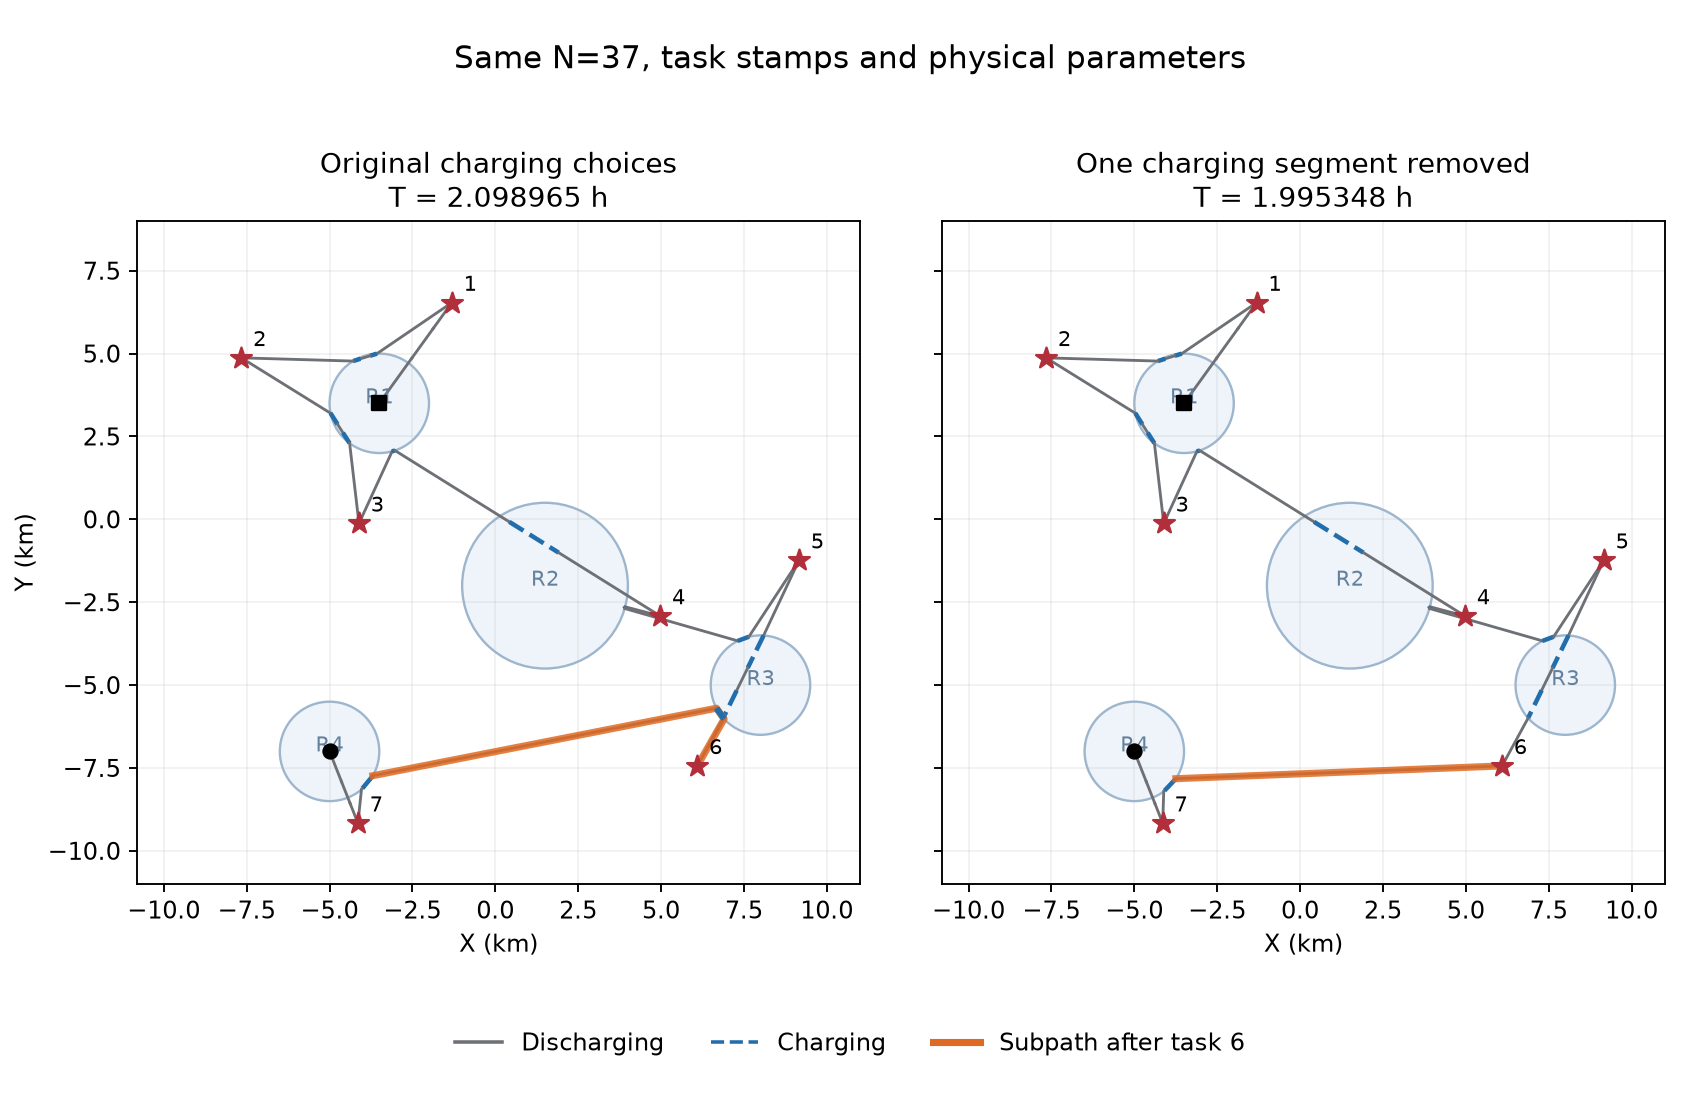 Same N=37, task stamps and physical parameters
Original charging choices
T = 2.098965 h
One charging segment removed
T = 1.995348 h
Y (km)
7.5
5.0
2.5
0.0
−2.5
−5.0
−7.5
−10.0
1
2
R1
3
5
R2
4
R3
R4
6
7
−10.0 −7.5 −5.0 −2.5 0.0 2.5 5.0 7.5 10.0
X (km)
1
2
R1
3
5
R2
4
R3
R4
6
7
−10.0 −7.5 −5.0 −2.5 0.0 2.5 5.0 7.5 10.0
X (km)
Discharging Charging Subpath after task 6